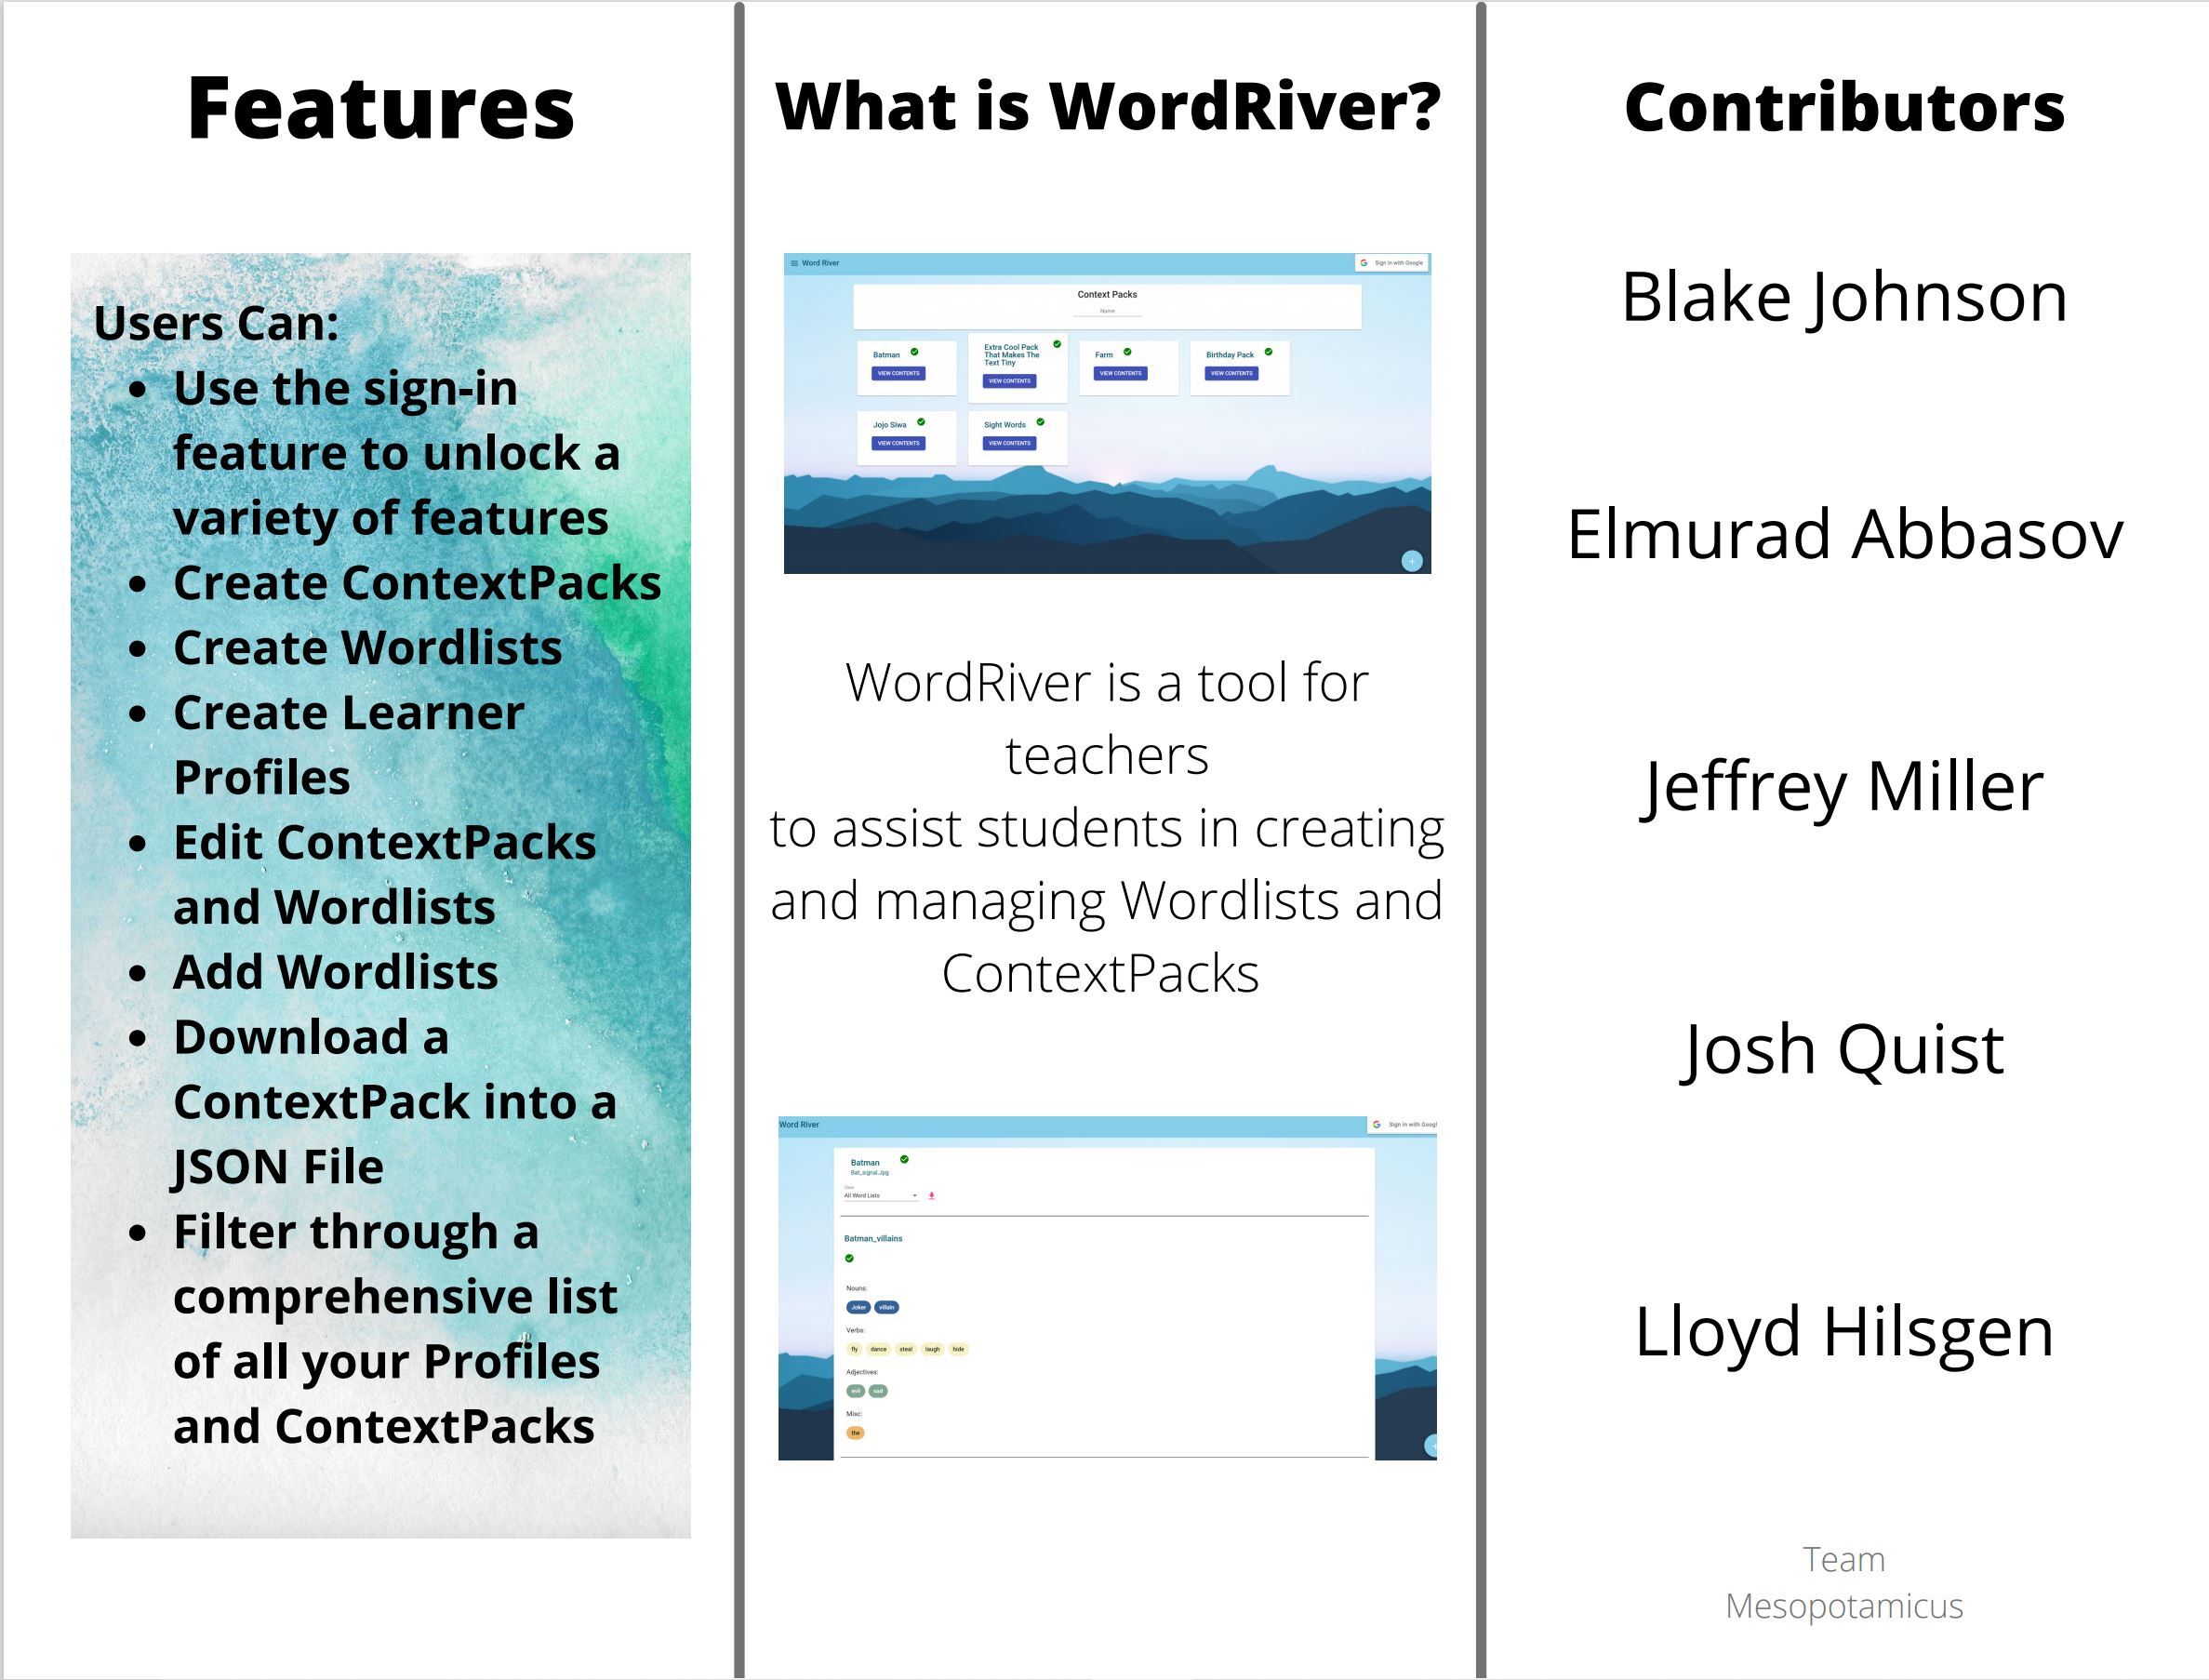 Features
Users Can:
• Use the sign-in
feature to unlock a
variety of features
• Create ContextPacks
• Create Wordlists
• Create Learner
Profiles
• Edit ContextPacks
and Wordlists
• Add Wordlists
• Download a
ContextPack into a
JSON File
• Filter through a
comprehensive list
of all your Profiles
and ContextPacks
What is WordRiver?
Word River
Sign in with Google
Context Packs
Name
Batman
VIEW CONTENTS
Extra Cool Pack
That Makes The
Text Tiny
VIEW CONTENTS
Farm
VIEW CONTENTS
Birthday Pack
VIEW CONTENTS
Jojo Siwa
VIEW CONTENTS
Sight Words
VIEW CONTENTS
+
WordRiver is a tool for
teachers
to assist students in creating
and managing Wordlists and
ContextPacks
Word River
Sign in with Googl
Batman
Bat_signal.jpg
View
All Word Lists
Batman_villains
Nouns:
Joker villain
Verbs:
fly dance steal laugh hide
Adjectives:
evil sad
Misc:
the
Contributors
Blake Johnson
Elmurad Abbasov
Jeffrey Miller
Josh Quist
Lloyd Hilsgen
Team
Mesopotamicus